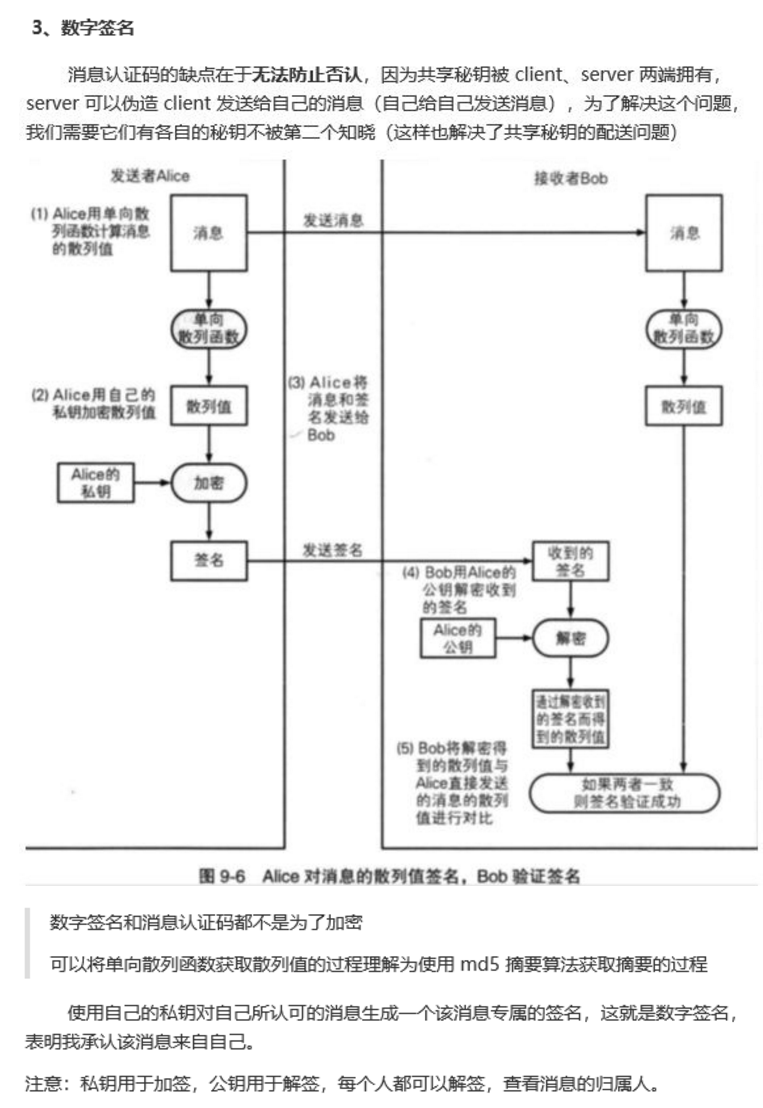 3、数字签名
消息认证码的缺点在于无法防止否认，因为共享秘钥被 client、server 两端拥有，
server 可以伪造 client 发送给自己的消息（自己给自己发送消息），为了解决这个问题，
我们需要它们有各自的秘钥不被第二个知晓（这样也解决了共享秘钥的配送问题）
发送者Alice
接收者Bob
(1) Alice用单向散
列函数计算消息
的散列值
消息
发送消息
消息
单向
散列函数
单向
散列函数
(2) Alice用自己的
私钥加密散列值
散列值
(3) Alice将
消息和签
名发送给
Bob
散列值
Alice的
私钥
加密
签名
发送签名
收到的
签名
(4) Bob用Alice的
公钥解密收到
的签名
Alice的
公钥
解密
通过解密收到
的签名而得
到的散列值
(5) Bob将解密得
到的散列值与
Alice直接发送
的消息的散列
值进行对比
如果两者一致
则签名验证成功
图 9-6 Alice 对消息的散列值签名，Bob 验证签名
数字签名和消息认证码都不是为了加密
可以将单向散列函数获取散列值的过程理解为使用 md5 摘要算法获取摘要的过程
使用自己的私钥对自己所认可的消息生成一个该消息专属的签名，这就是数字签名，
表明我承认该消息来自自己。
注意：私钥用于加签，公钥用于解签，每个人都可以解签，查看消息的归属人。